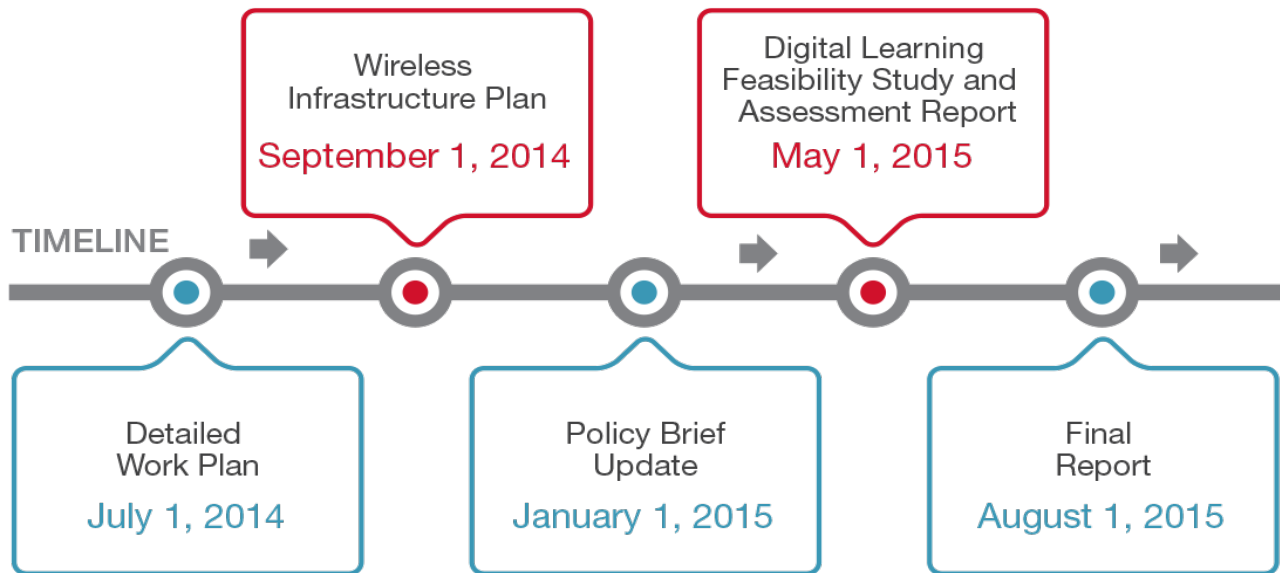 TIMELINE
Detailed
Work Plan
July 1, 2014
Wireless
Infrastructure Plan
September 1, 2014
Policy Brief
Update
January 1, 2015
Digital Learning
Feasibility Study and
Assessment Report
May 1, 2015
Final
Report
August 1, 2015